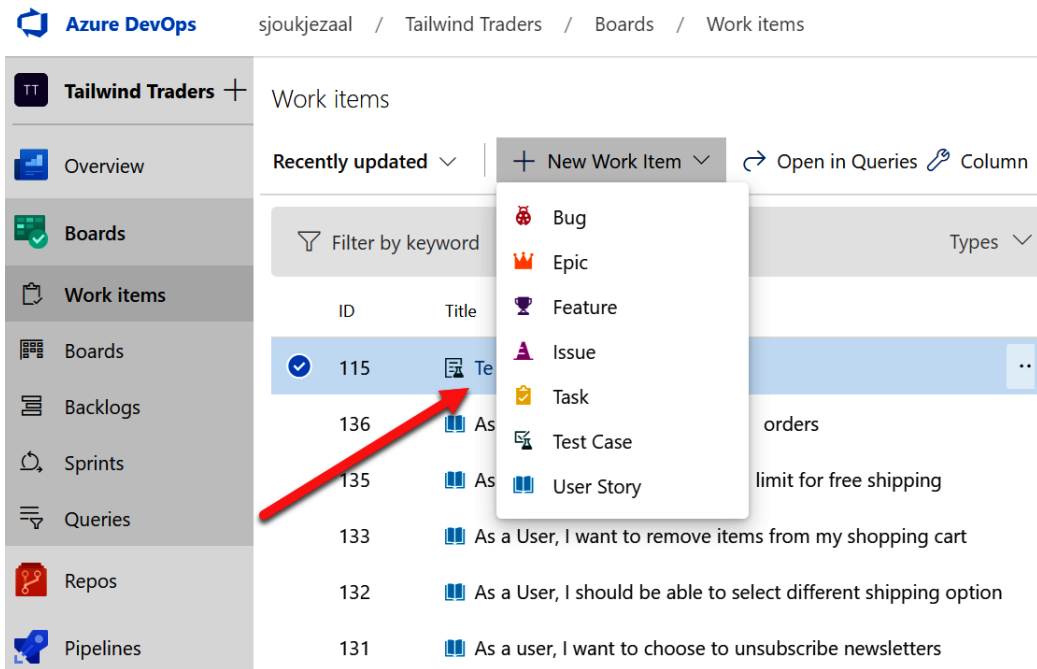 Azure DevOps sjoukjezaal / Tailwind Traders / Boards / Work items
TT Tailwind Traders
Work items
Recently updated New Work Item Open in Queries Column
Overview
Bug
Boards
Filter by keyword Types
Epic
Work items
Feature
ID Title
Boards
Issue
115 Te
Backlogs
Task
136 As orders
Sprints
Test Case
135 As limit for free shipping
Queries
User Story
133 As a User, I want to remove items from my shopping cart
Repos
132 As a User, I should be able to select different shipping option
Pipelines
131 As a user, I want to choose to unsubscribe newsletters